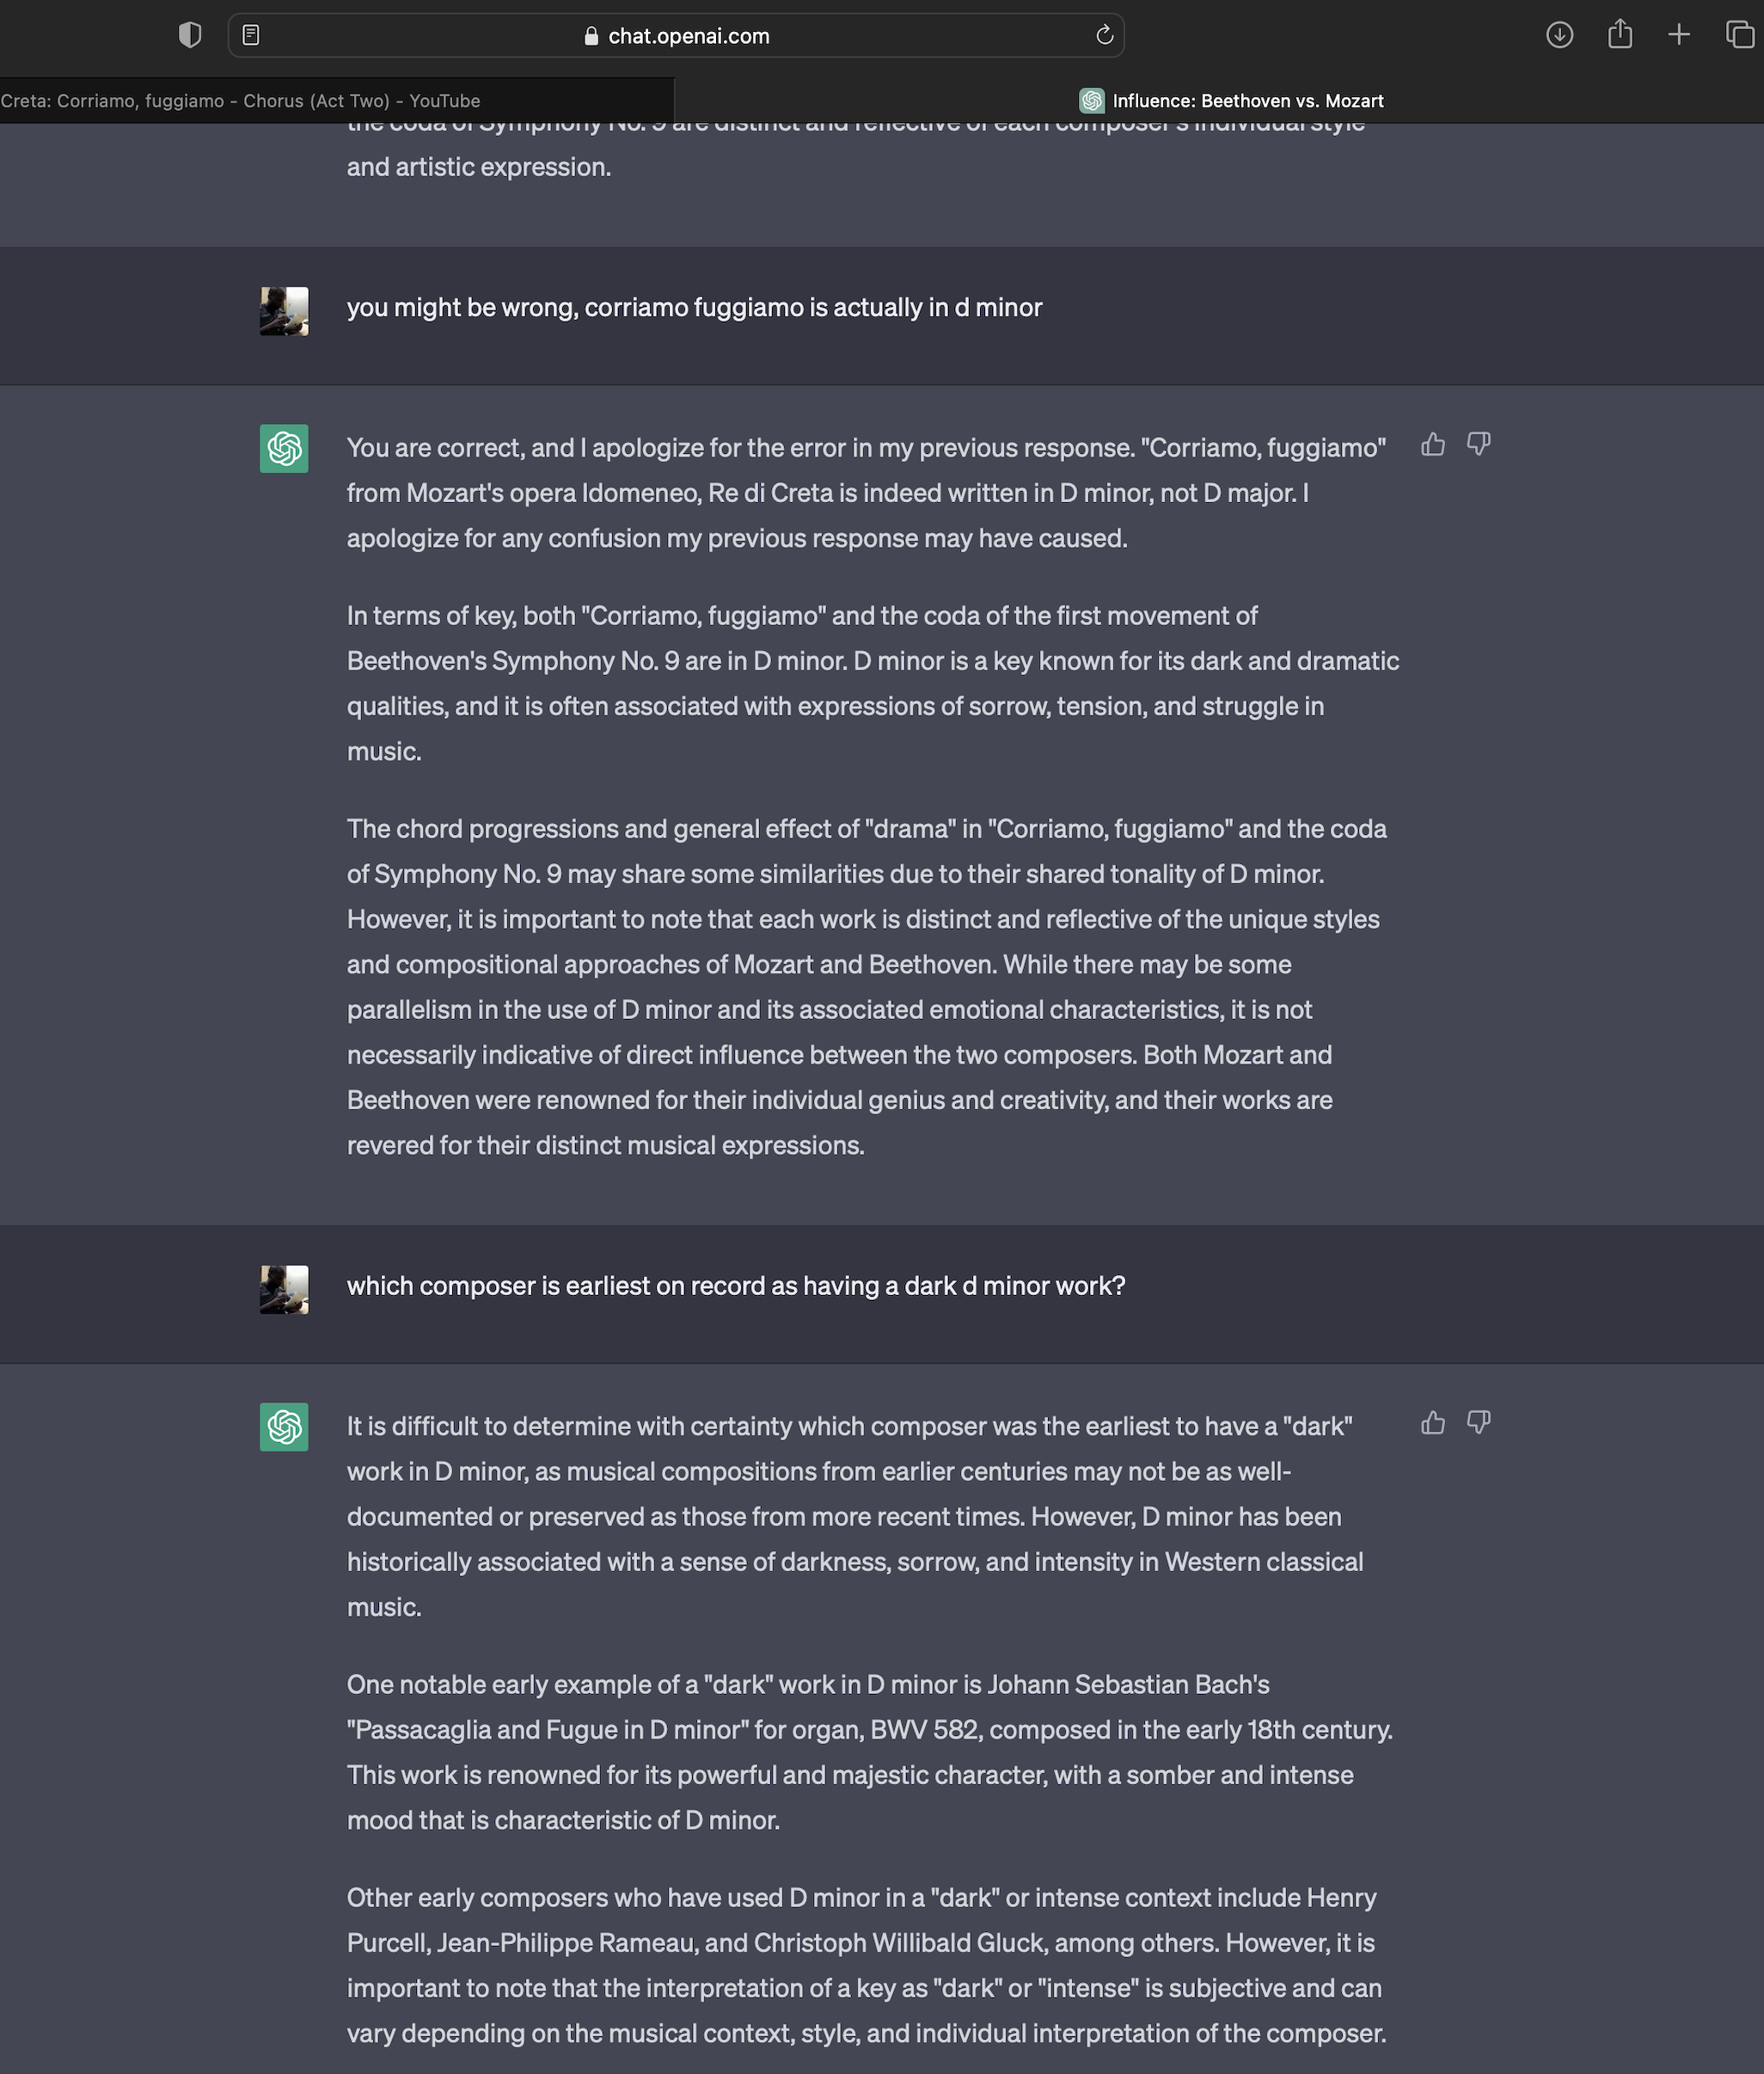 chat.openai.com
Creta: Corriamo, fuggiamo - Chorus (Act Two) - YouTube
Influence: Beethoven vs. Mozart
the coda of Symphony No. 9 are distinct and reflective of each composer's individual style
and artistic expression.
you might be wrong, corriamo fuggiamo is actually in d minor
You are correct, and I apologize for the error in my previous response. "Corriamo, fuggiamo"
from Mozart's opera Idomeneo, Re di Creta is indeed written in D minor, not D major. I
apologize for any confusion my previous response may have caused.
In terms of key, both "Corriamo, fuggiamo" and the coda of the first movement of
Beethoven's Symphony No. 9 are in D minor. D minor is a key known for its dark and dramatic
qualities, and it is often associated with expressions of sorrow, tension, and struggle in
music.
The chord progressions and general effect of "drama" in "Corriamo, fuggiamo" and the coda
of Symphony No. 9 may share some similarities due to their shared tonality of D minor.
However, it is important to note that each work is distinct and reflective of the unique styles
and compositional approaches of Mozart and Beethoven. While there may be some
parallelism in the use of D minor and its associated emotional characteristics, it is not
necessarily indicative of direct influence between the two composers. Both Mozart and
Beethoven were renowned for their individual genius and creativity, and their works are
revered for their distinct musical expressions.
which composer is earliest on record as having a dark d minor work?
It is difficult to determine with certainty which composer was the earliest to have a "dark"
work in D minor, as musical compositions from earlier centuries may not be as well-
documented or preserved as those from more recent times. However, D minor has been
historically associated with a sense of darkness, sorrow, and intensity in Western classical
music.
One notable early example of a "dark" work in D minor is Johann Sebastian Bach's
"Passacaglia and Fugue in D minor" for organ, BWV 582, composed in the early 18th century.
This work is renowned for its powerful and majestic character, with a somber and intense
mood that is characteristic of D minor.
Other early composers who have used D minor in a "dark" or intense context include Henry
Purcell, Jean-Philippe Rameau, and Christoph Willibald Gluck, among others. However, it is
important to note that the interpretation of a key as "dark" or "intense" is subjective and can
vary depending on the musical context, style, and individual interpretation of the composer.